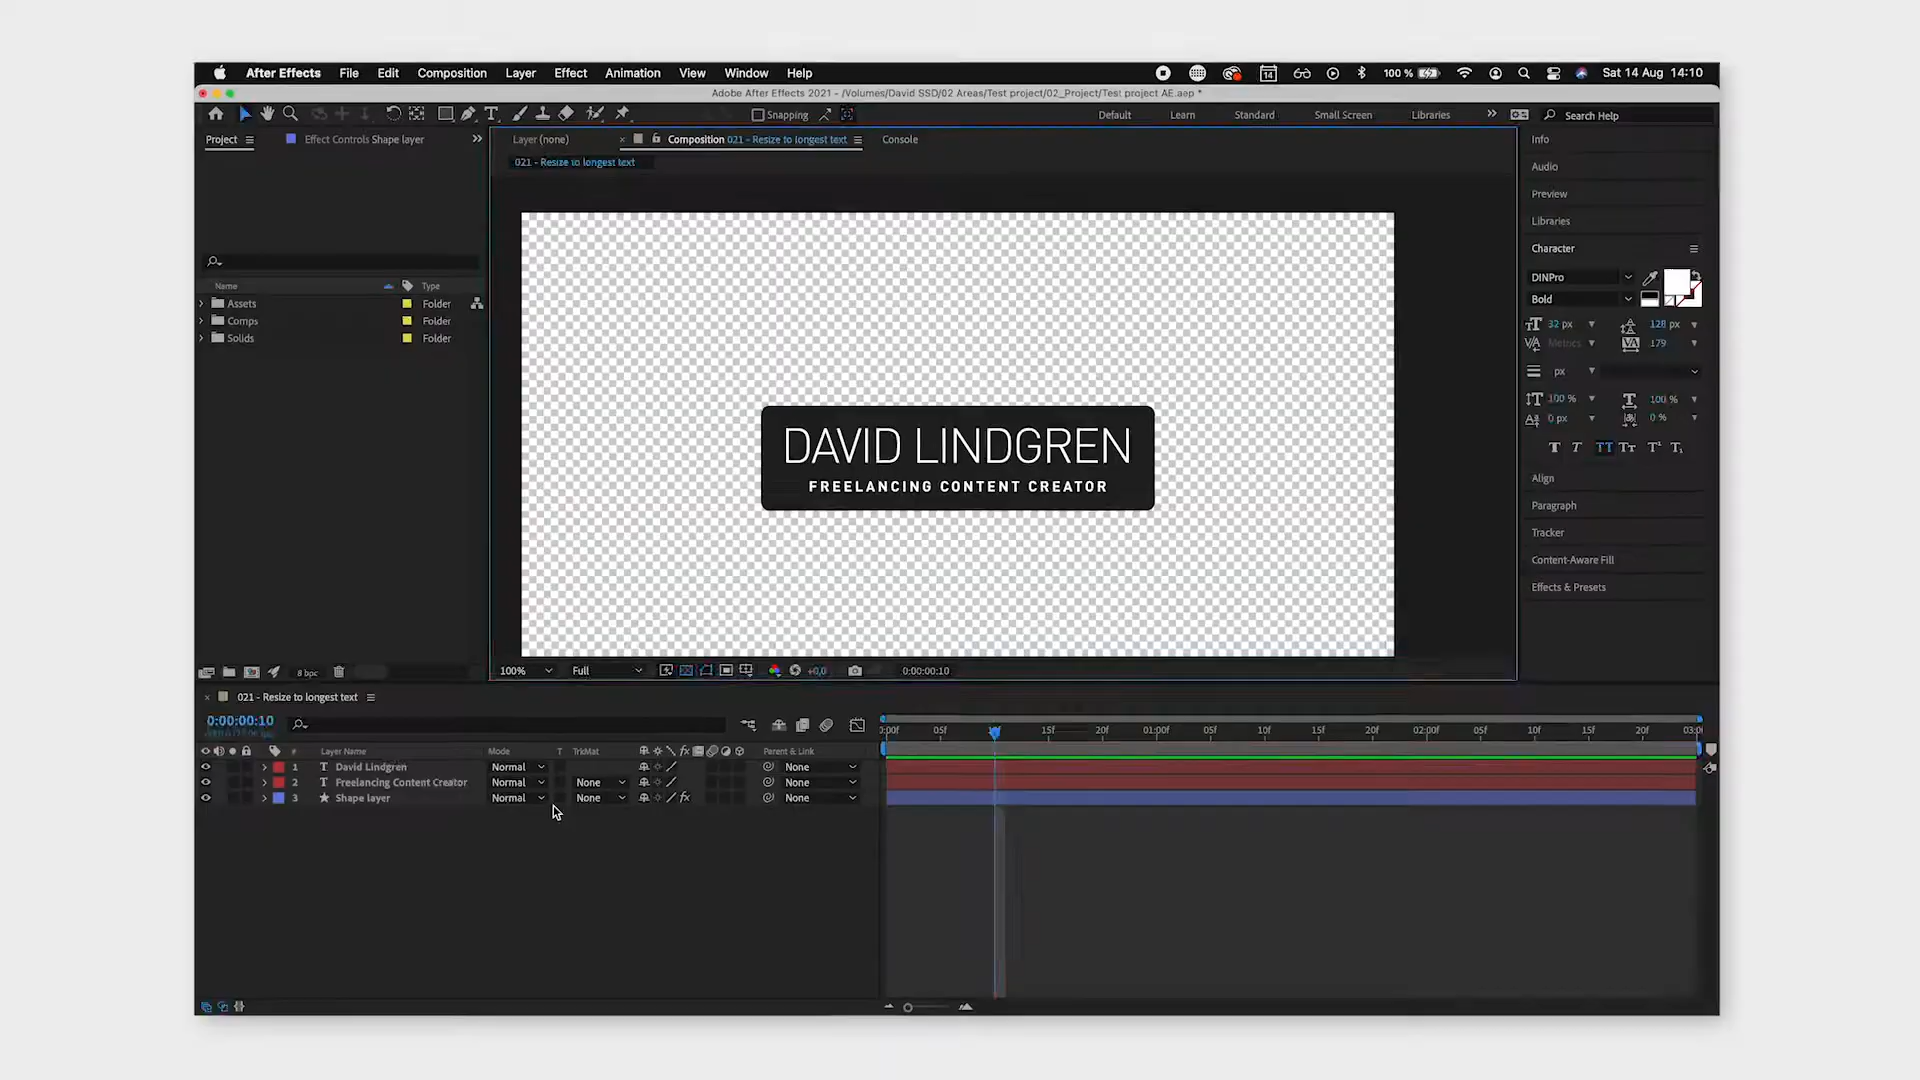 After Effects File Edit Composition Layer Effect Animation View Window Help 14 100 % Sat 14 Aug 14:10
Adobe After Effects 2021 - /Volumes/David SSD/02 Areas/Test project/02_Project/Test project AE.aep *
Snapping Default Learn Standard Small Screen Libraries Search Help
Project Effect Controls Shape layer Layer (none) Composition 021 - Resize to longest text Console Info
021 - Resize to longest text
Audio
Preview
Libraries
Character
DINPro
Bold
32 px 128 px
Metrics 179
px
100 % 100 %
0 px 0 %
Align
Paragraph
Tracker
Content-Aware Fill
Effects & Presets
Name Type
Assets Folder
Comps Folder
Solids Folder
DAVID LINDGREN
FREELANCING CONTENT CREATOR
8 bpc 100% Full +0,0 0:00:00:10
021 - Resize to longest text
0:00:00:10
:00f 05f 10f 15f 20f 01:00f 05f 10f 15f 20f 02:00f 05f 10f 15f 20f 03:0
# Layer Name Mode T TrkMat Parent & Link
1 T David Lindgren Normal None
2 T Freelancing Content Creator Normal None None
3 Shape layer Normal None None